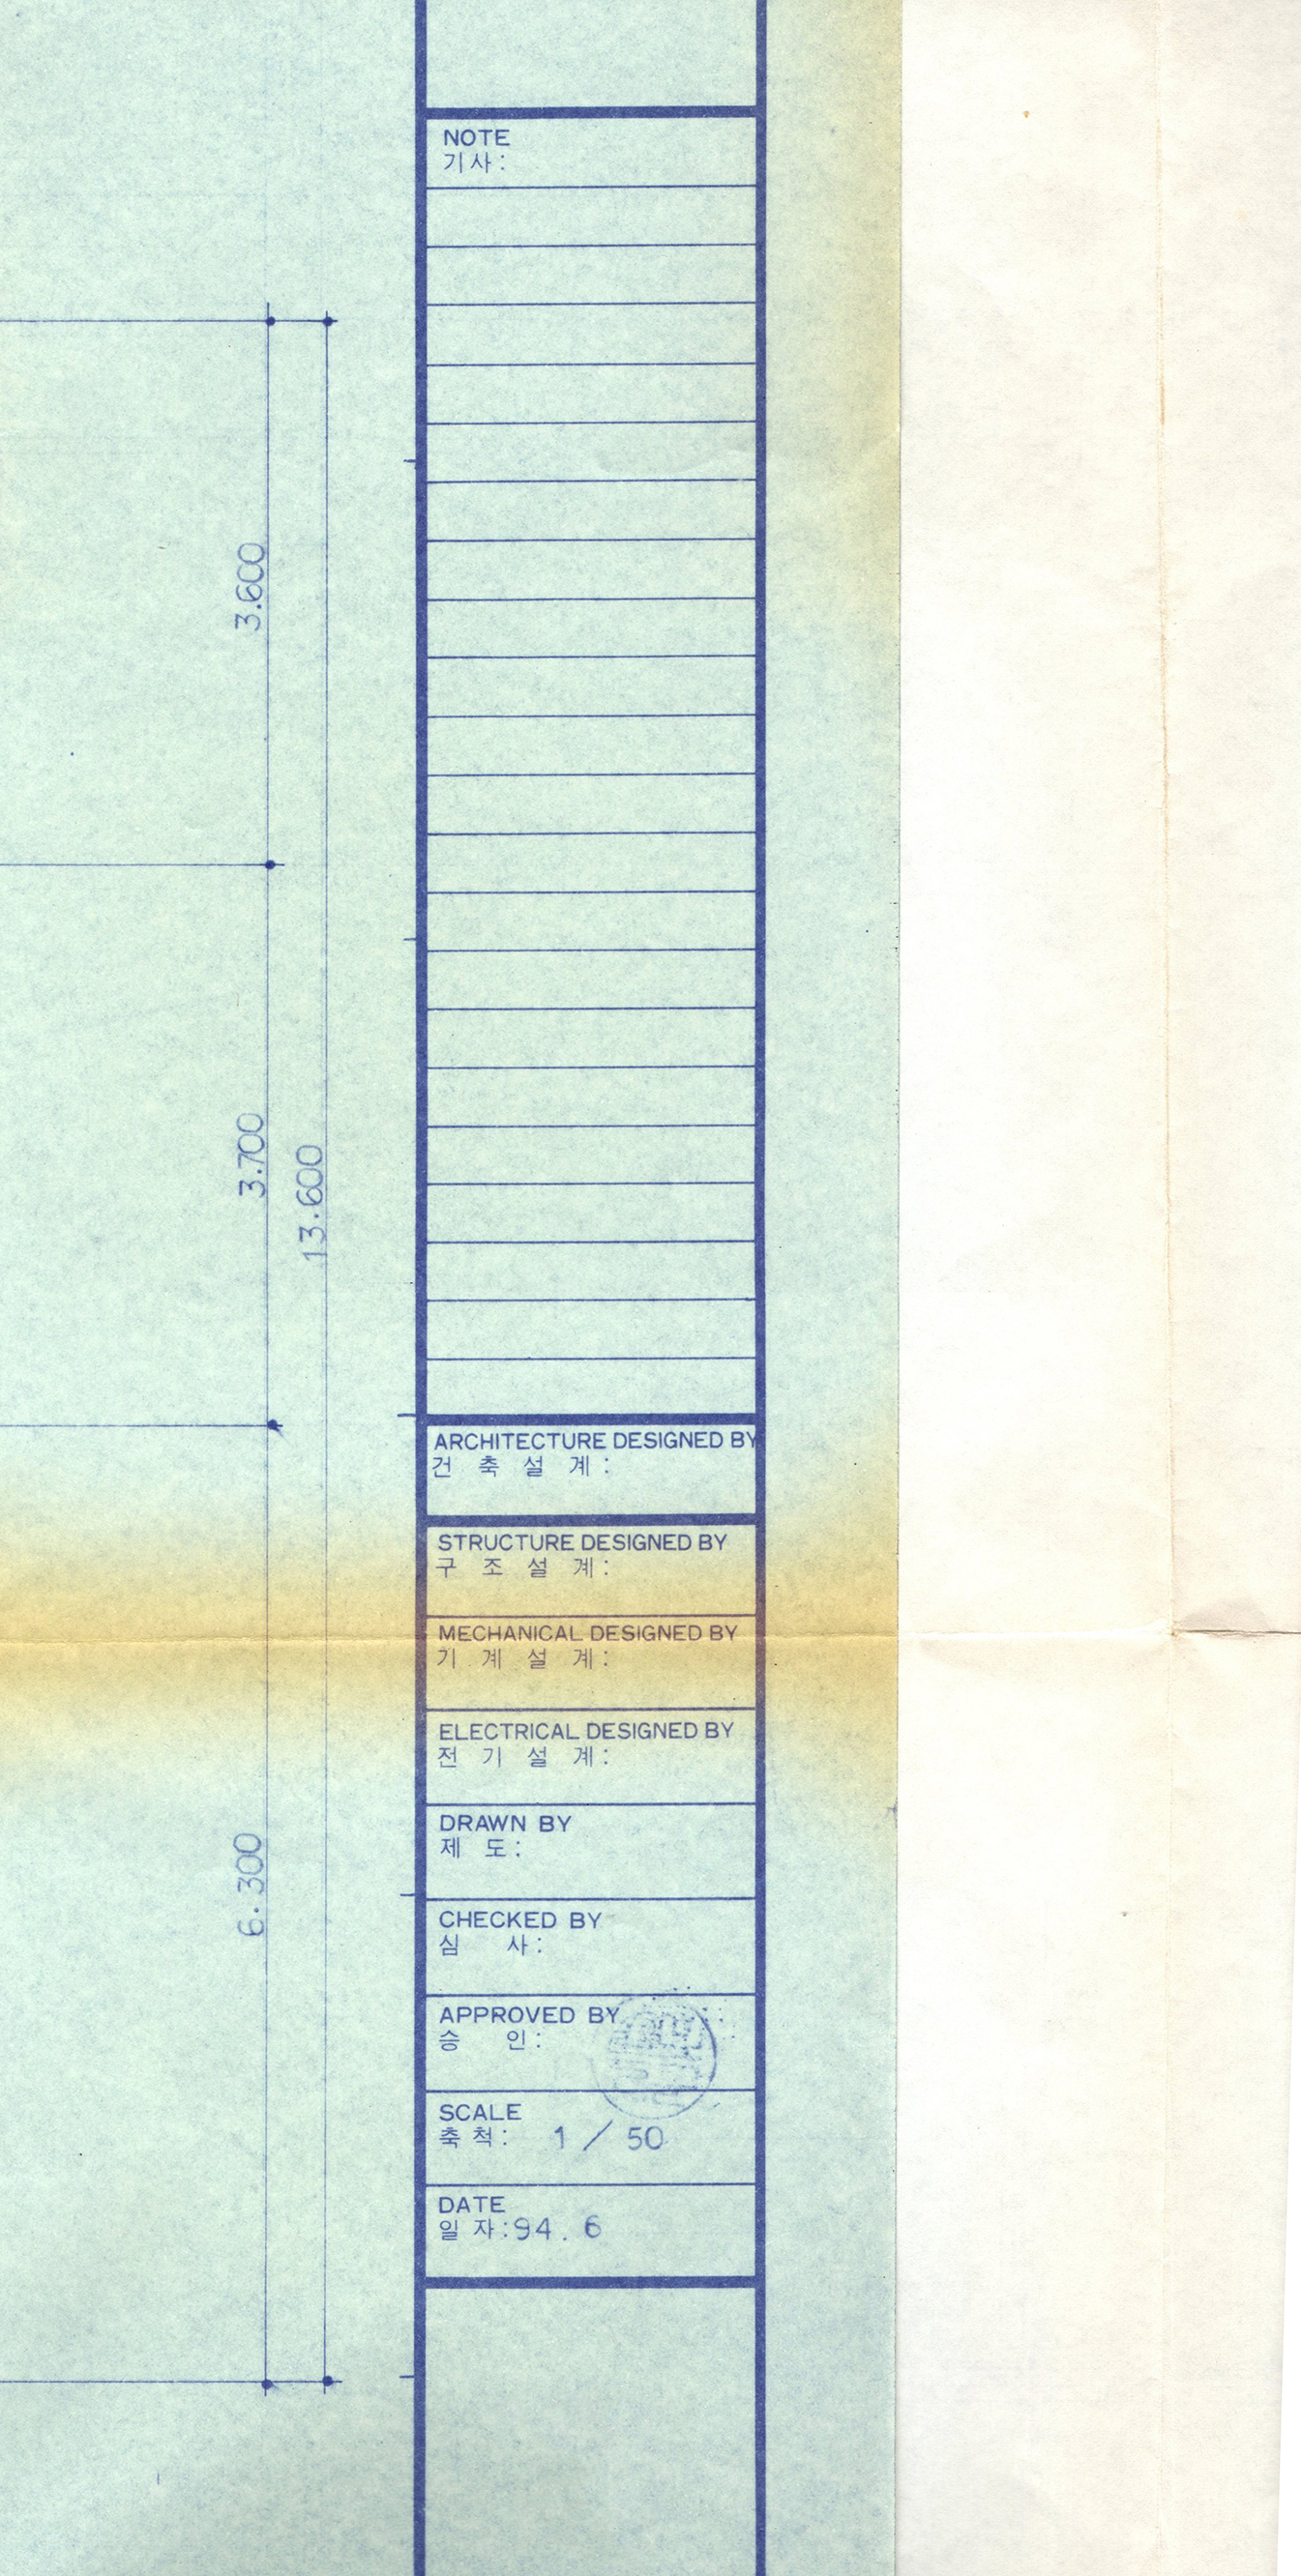 NOTE
기사:
3.600
3.700
13.600
6.300
ARCHITECTURE DESIGNED BY
건 축 설 계:
STRUCTURE DESIGNED BY
구 조 설 계:
MECHANICAL DESIGNED BY
기 계 설 계:
ELECTRICAL DESIGNED BY
전 기 설 계:
DRAWN BY
제 도:
CHECKED BY
심 사:
APPROVED BY
승 인:
SCALE
축 척: 1 / 50
DATE
일 자:94. 6